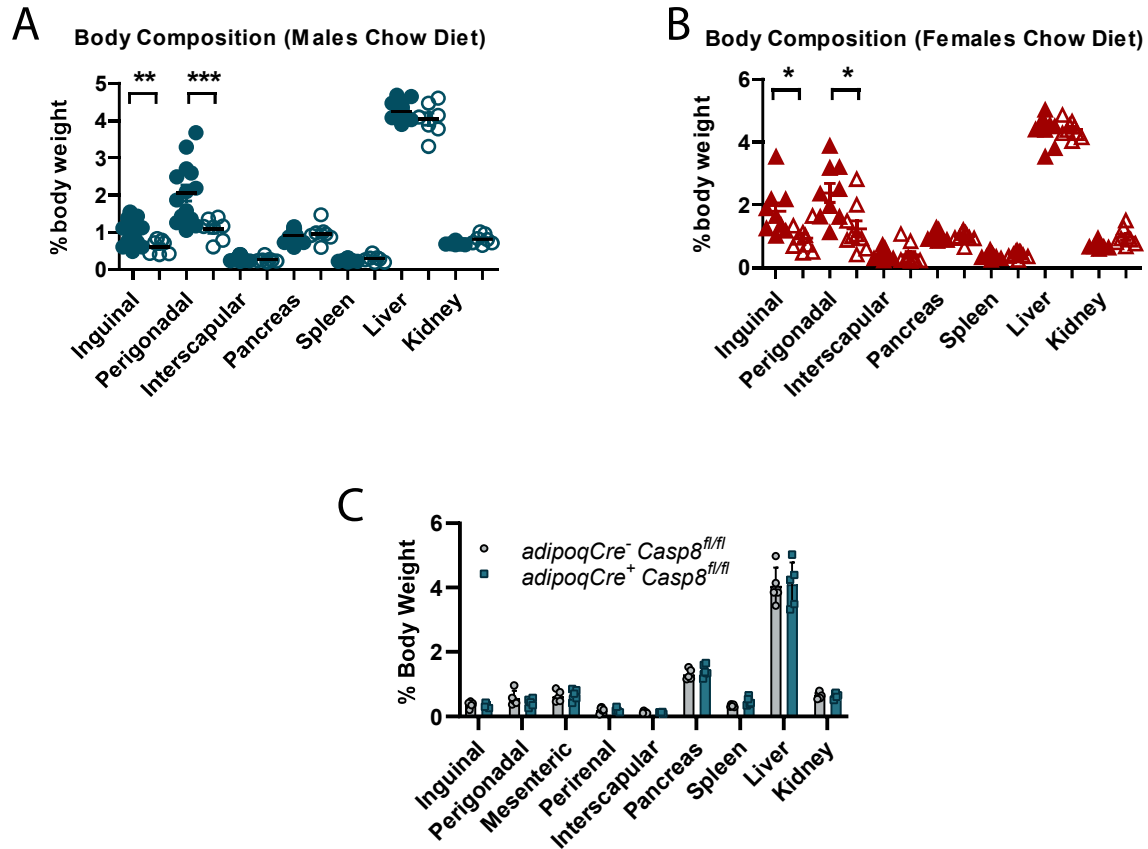 A
Body Composition (Males Chow Diet)
%body weight
5
4
3
2
1
0
** ***
Inguinal
Perigonadal
Interscapular
Pancreas
Spleen
Liver
Kidney
B
Body Composition (Females Chow Diet)
%body weight
6
4
2
0
* *
Inguinal
Perigonadal
Interscapular
Pancreas
Spleen
Liver
Kidney
C
% Body Weight
6
4
2
0
adipoqCre- Casp8fl/fl
adipoqCre+ Casp8fl/fl
Inguinal
Perigonadal
Mesenteric
Perirenal
Interscapular
Pancreas
Spleen
Liver
Kidney